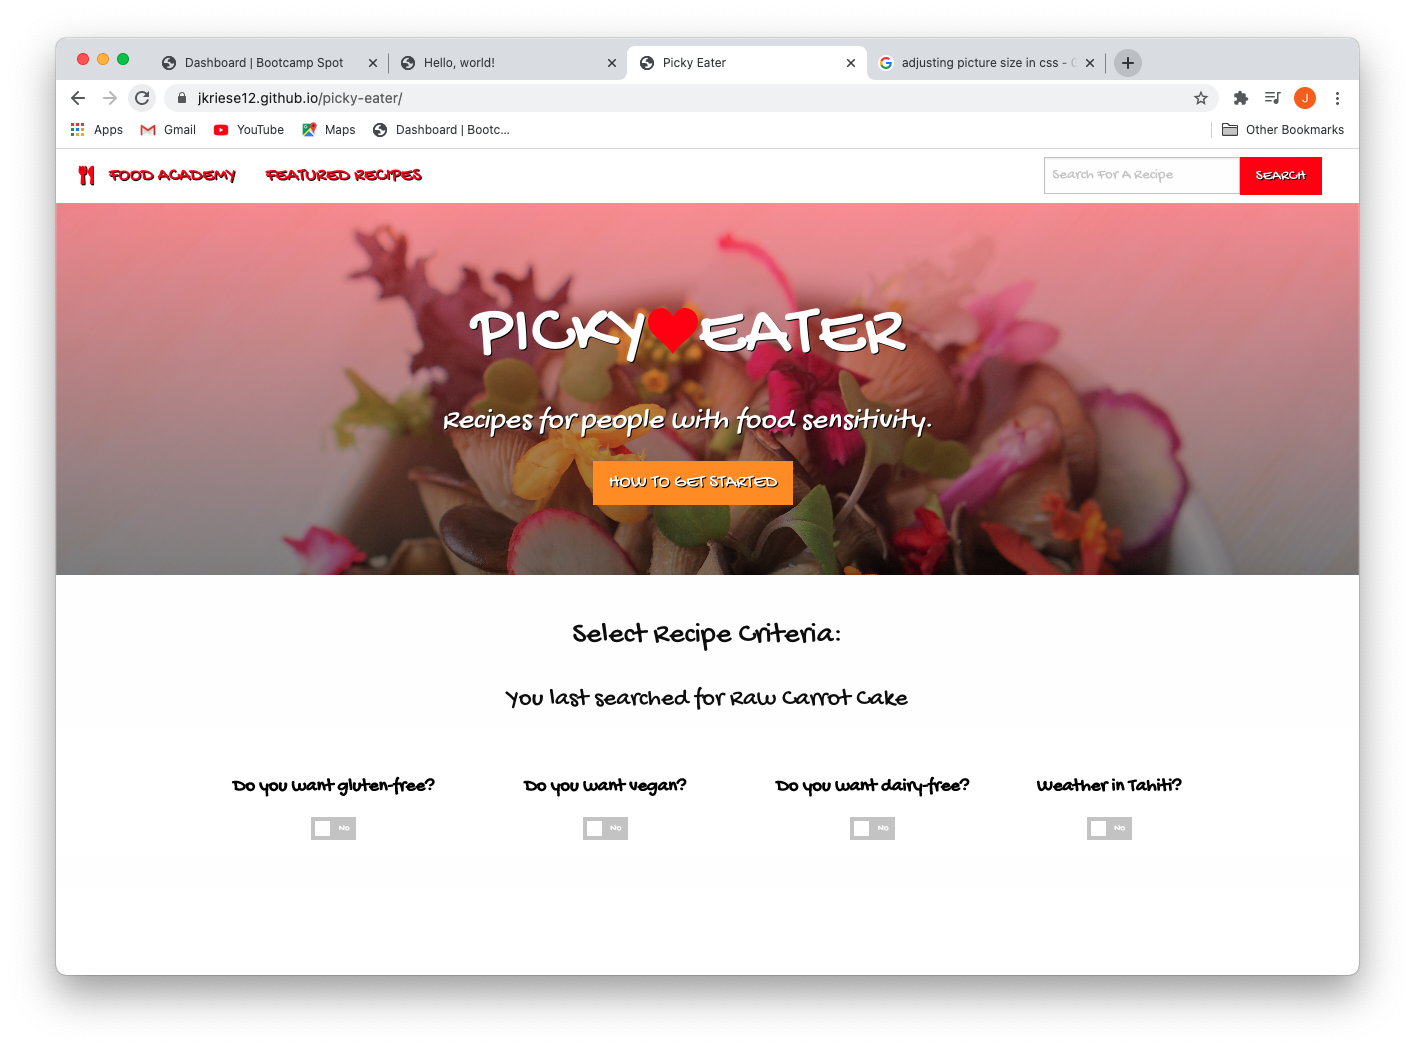 Dashboard | Bootcamp Spot
Hello, world!
Picky Eater
adjusting picture size in css -
jkriese12.github.io/picky-eater/
J
Apps
Gmail
YouTube
Maps
Dashboard | Bootc...
Other Bookmarks
FOOD ACADEMY
FEATURED RECIPES
Search For A Recipe
SEARCH
PICKY EATER
Recipes for people with food sensitivity.
HOW TO GET STARTED
Select Recipe Criteria:
You last searched for Raw Carrot Cake
Do you want gluten-free?
Do you want vegan?
Do you want dairy-free?
Weather in Tahiti?
NO
NO
NO
NO